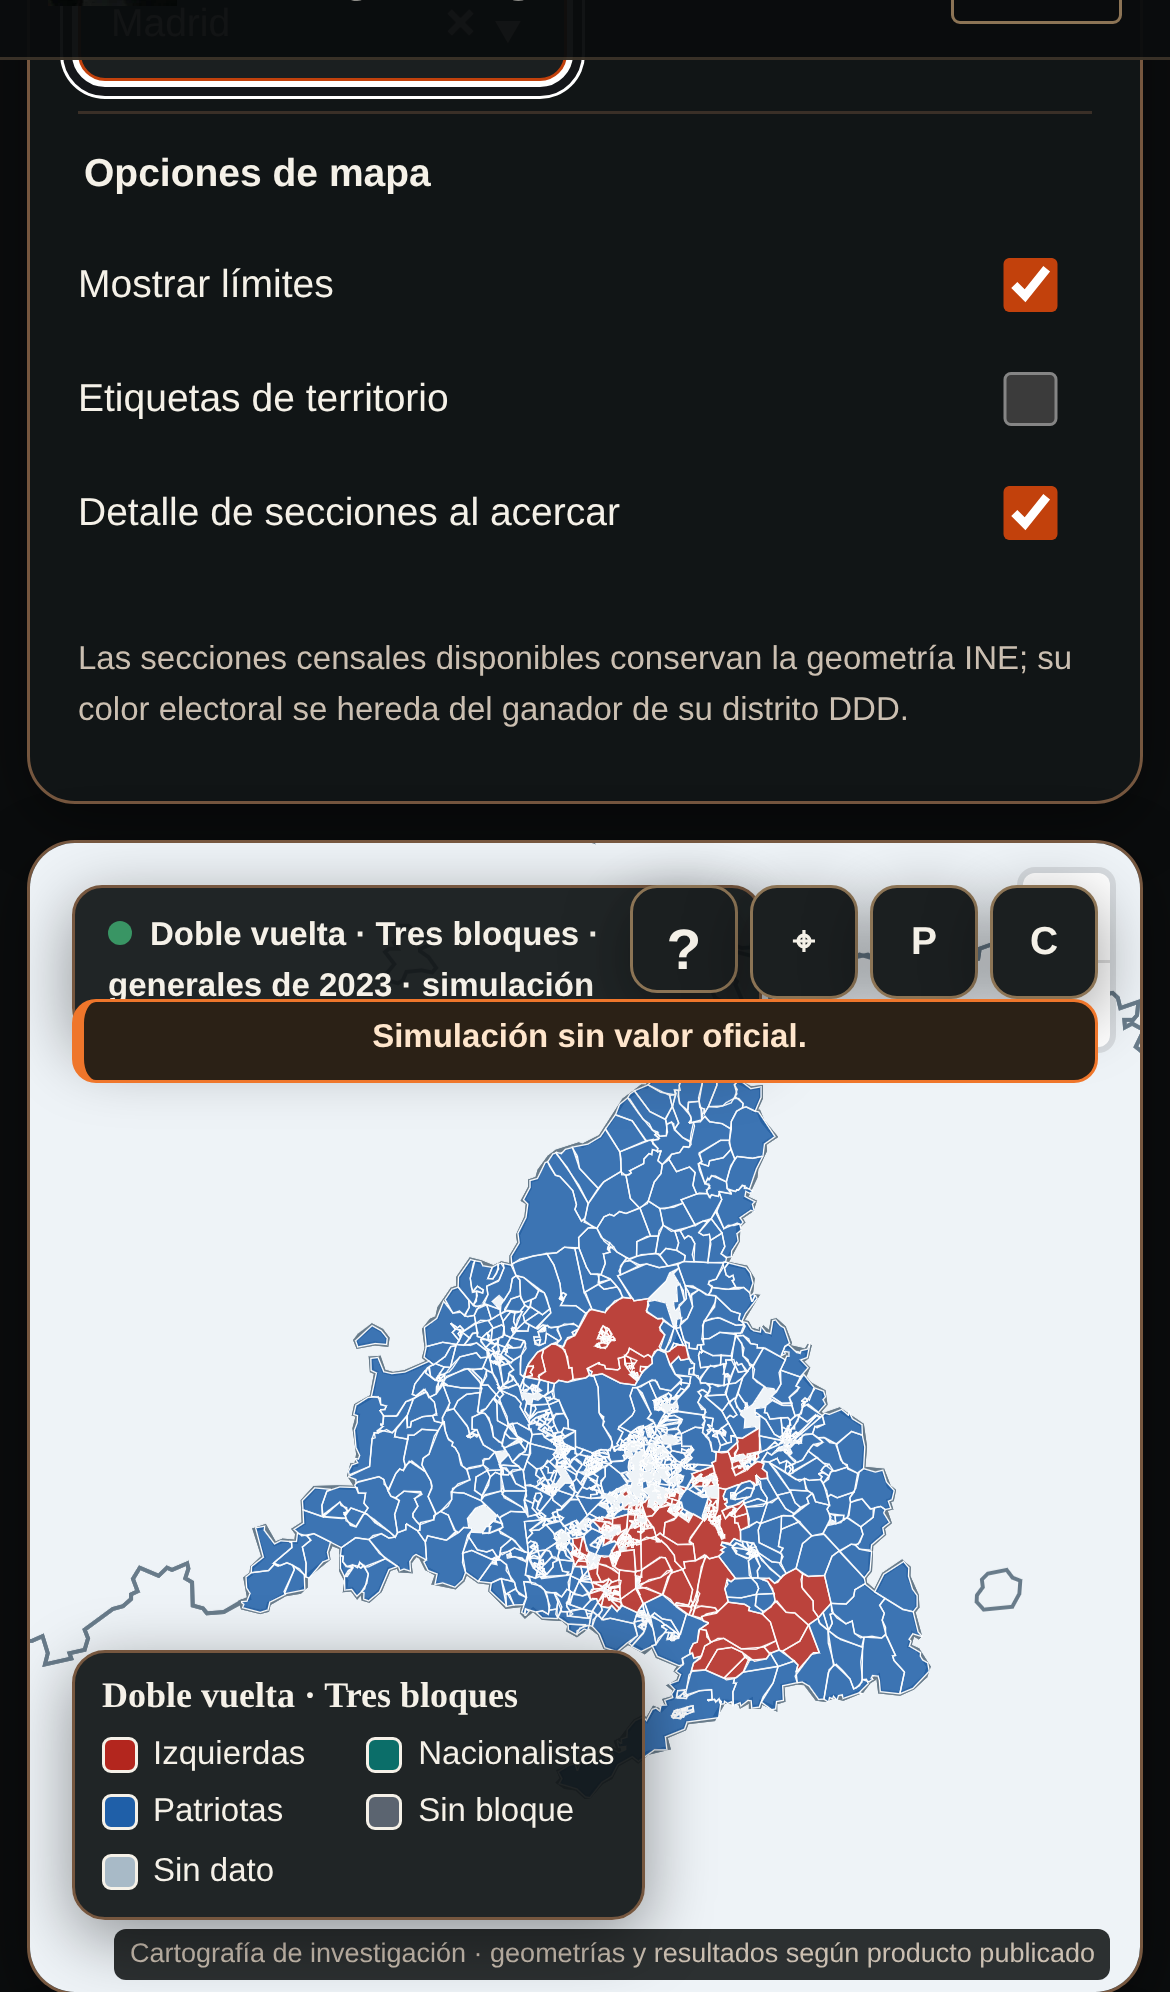 Madrid
Opciones de mapa
Mostrar límites
Etiquetas de territorio
Detalle de secciones al acercar
Las secciones censales disponibles conservan la geometría INE; su
color electoral se hereda del ganador de su distrito DDD.
Doble vuelta · Tres bloques ·
generales de 2023 · simulación
?
P
C
Simulación sin valor oficial.
Doble vuelta · Tres bloques
Izquierdas
Nacionalistas
Patriotas
Sin bloque
Sin dato
Cartografía de investigación · geometrías y resultados según producto publicado